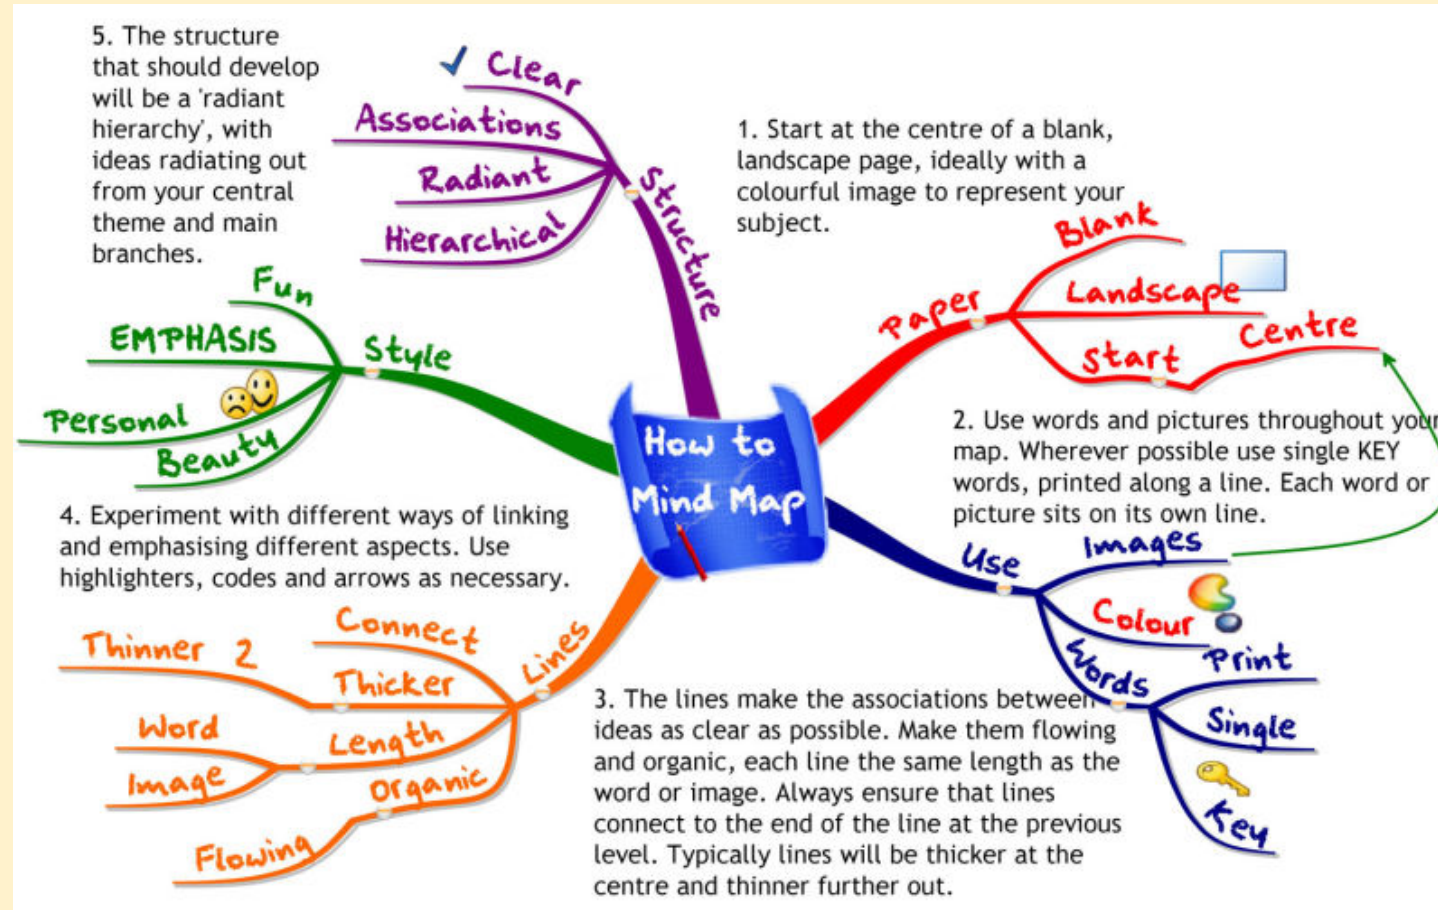 5. The structure
that should develop
will be a 'radiant
hierarchy', with
ideas radiating out
from your central
theme and main
branches.
Clear
Associations
Radiant
Hierarchical
Structure
1. Start at the centre of a blank,
landscape page, ideally with a
colourful image to represent your
subject.
Paper
Blank
Landscape
Start
Centre
Fun
EMPHASIS
Personal
Beauty
Style
How to
Mind Map
2. Use words and pictures throughout your
map. Wherever possible use single KEY
words, printed along a line. Each word or
picture sits on its own line.
Use
Images
Colour
Words
Print
Single
Key
4. Experiment with different ways of linking
and emphasising different aspects. Use
highlighters, codes and arrows as necessary.
Lines
Connect
Thicker
Thinner 2
Length
Word
Image
Organic
Flowing
3. The lines make the associations between
ideas as clear as possible. Make them flowing
and organic, each line the same length as the
word or image. Always ensure that lines
connect to the end of the line at the previous
level. Typically lines will be thicker at the
centre and thinner further out.